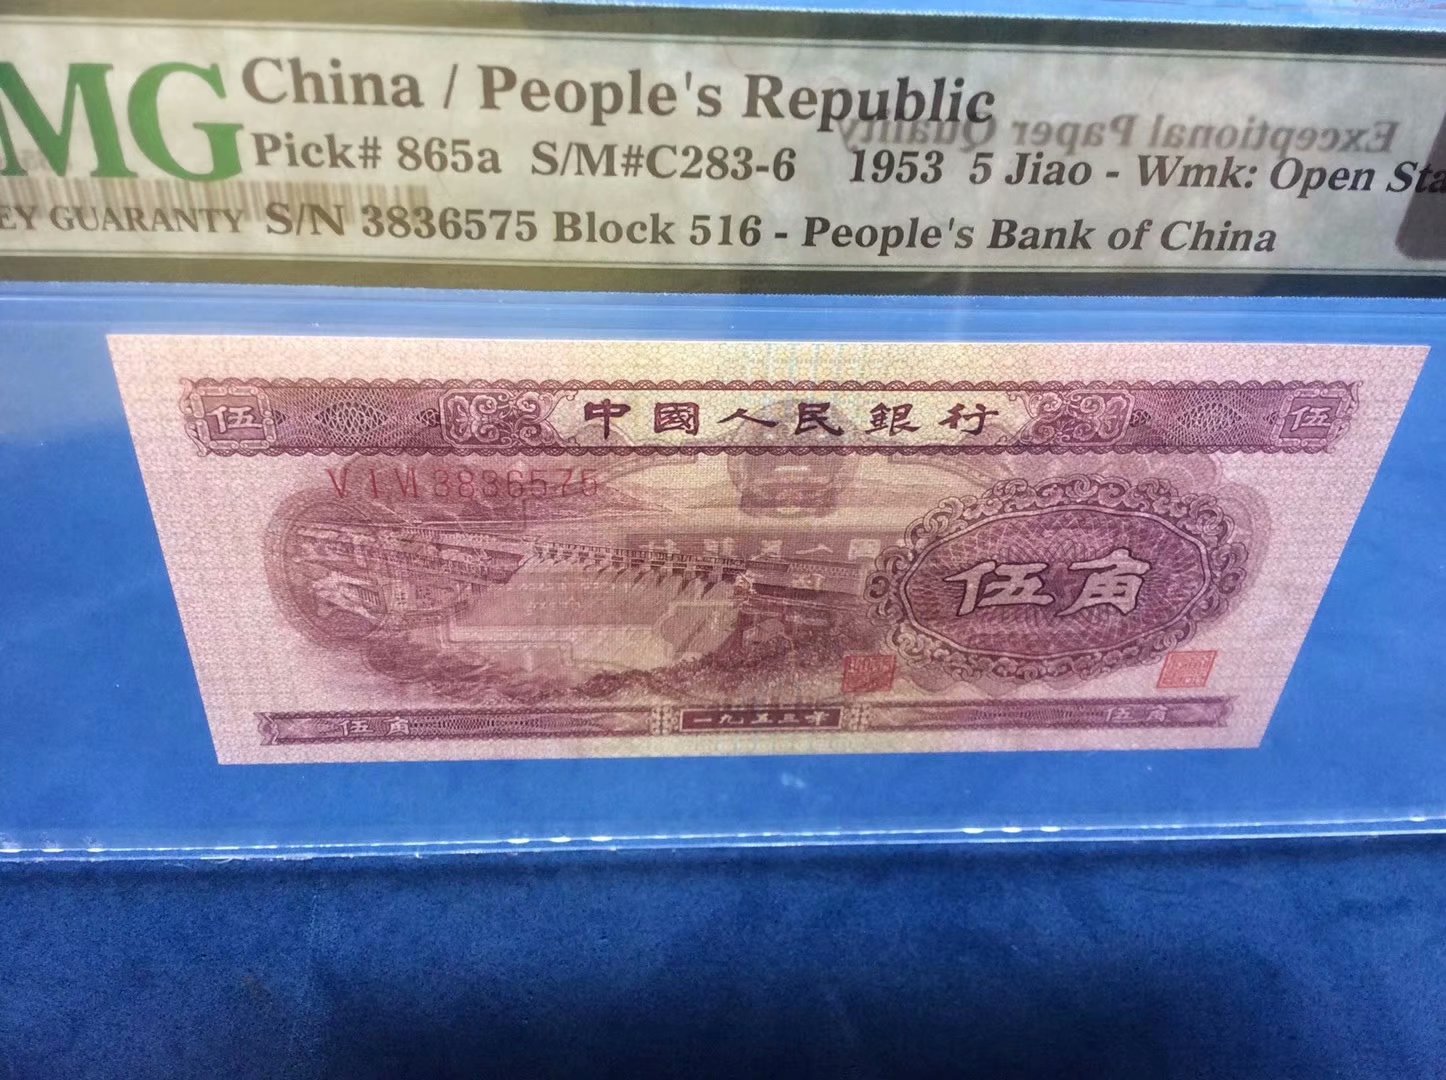 MG
China / People's Republic
Exceptional Paper Quality
Pick# 865a S/M#C283-6 1953 5 Jiao - Wmk: Open Sta
EY GUARANTY S/N 3836575 Block 516 - People's Bank of China
伍 中國人民銀行 伍
V I VI 3836575
伍角
伍角 一九五三年 伍角